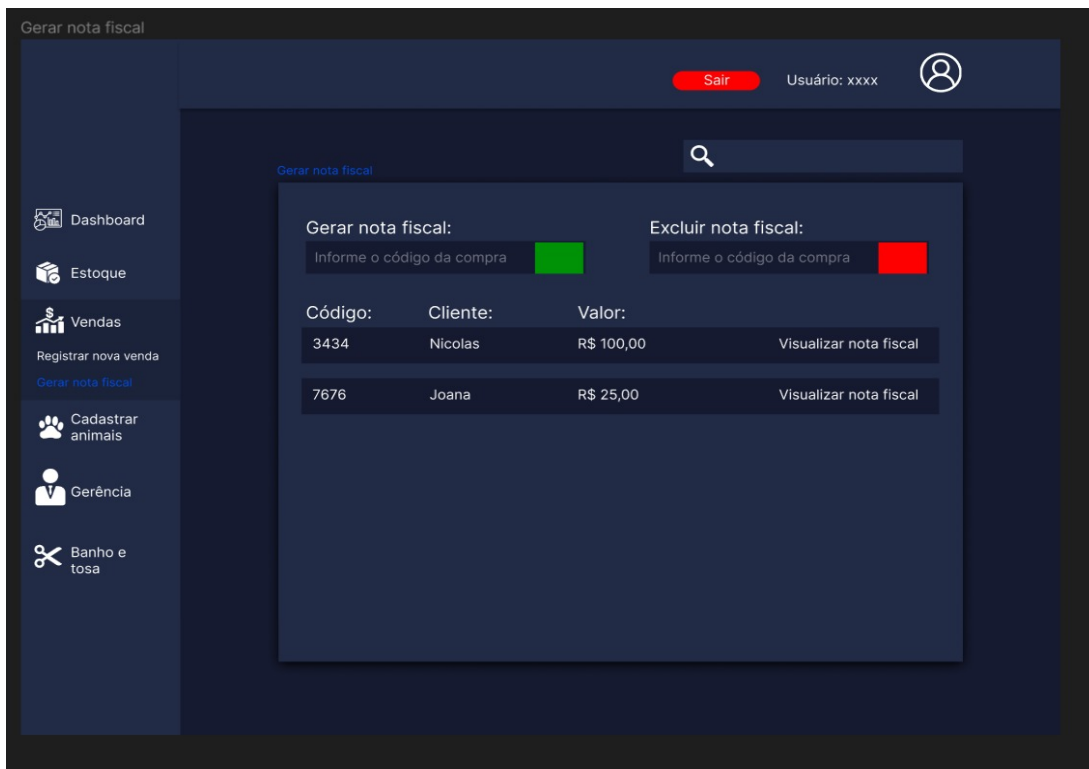 Gerar nota fiscal
Sair
Usuário: xxxx
Gerar nota fiscal
Dashboard
Estoque
Vendas
Registrar nova venda
Gerar nota fiscal
Cadastrar
animais
Gerência
Banho e
tosa
Gerar nota fiscal:
Excluir nota fiscal:
Informe o código da compra
Informe o código da compra
Código:
Cliente:
Valor:
3434
Nicolas
R$ 100,00
Visualizar nota fiscal
7676
Joana
R$ 25,00
Visualizar nota fiscal